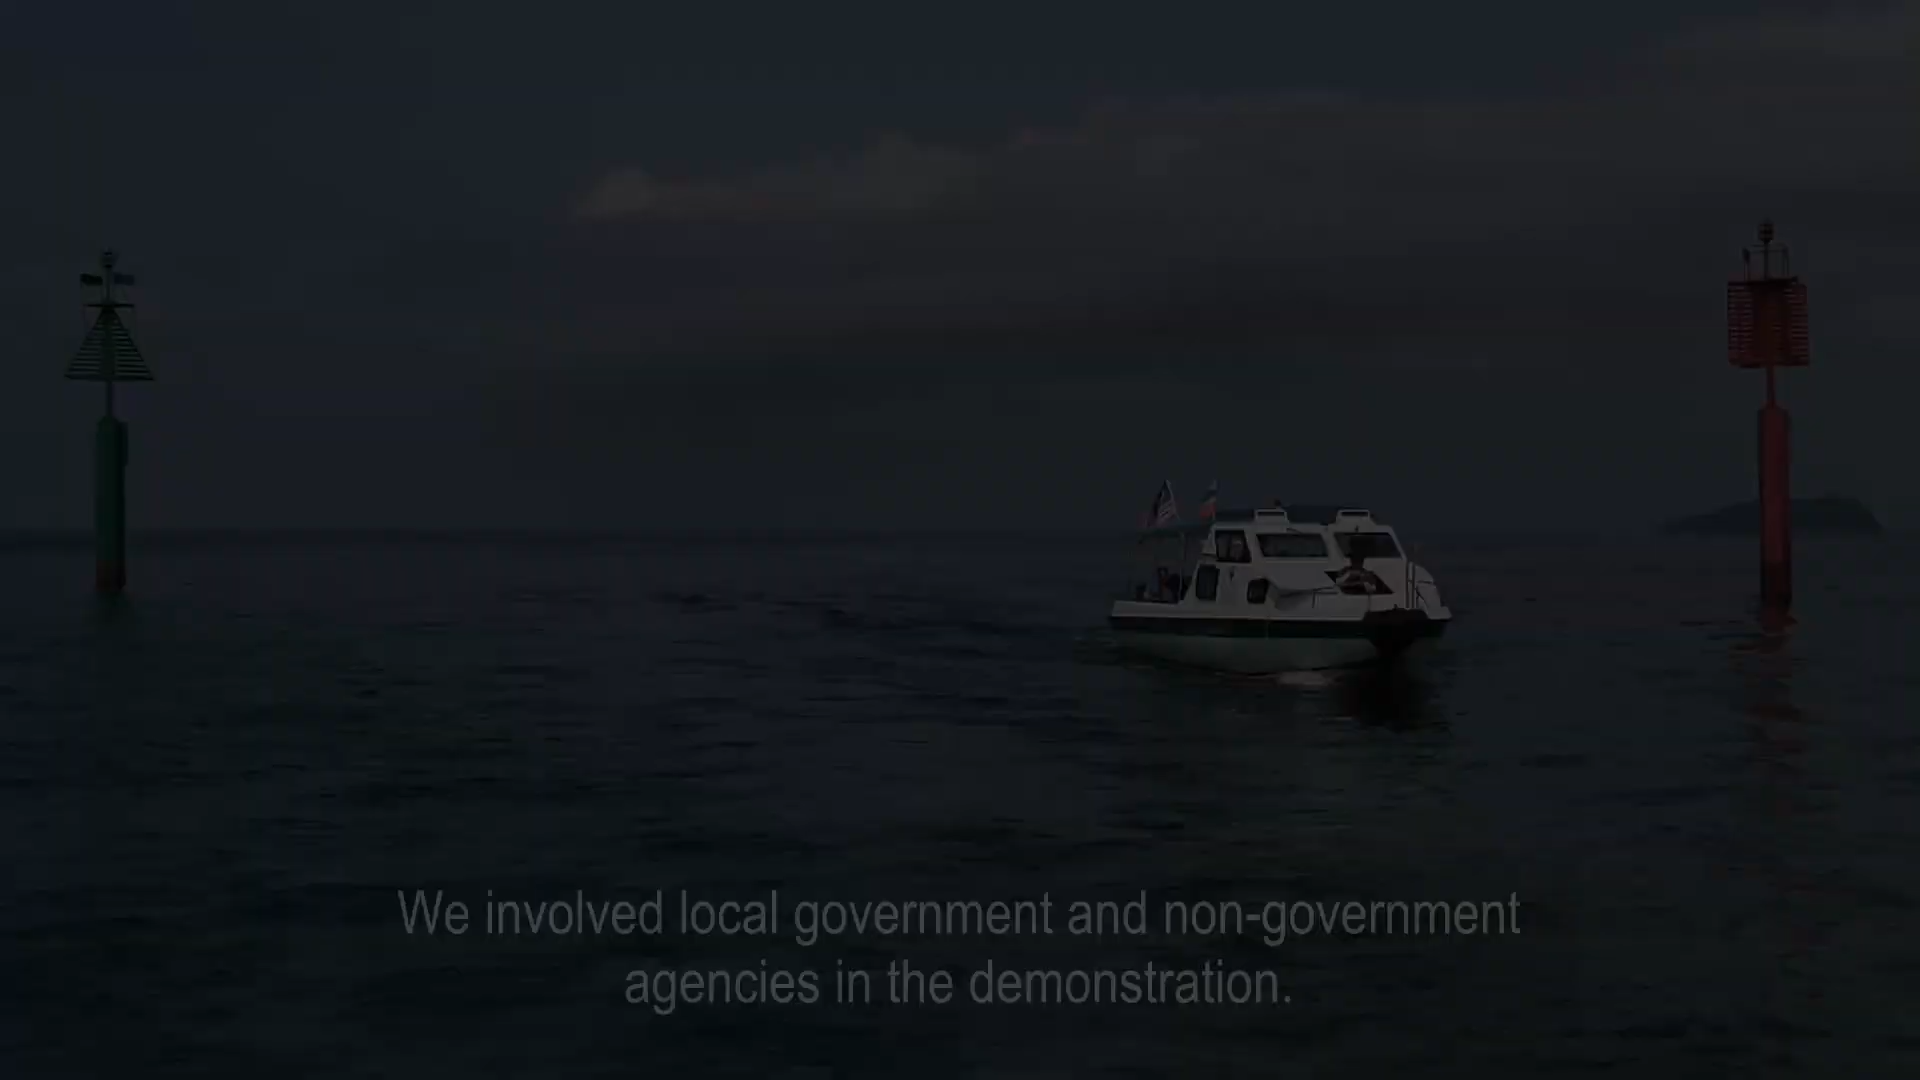 We involved local government and non-government
agencies in the demonstration.